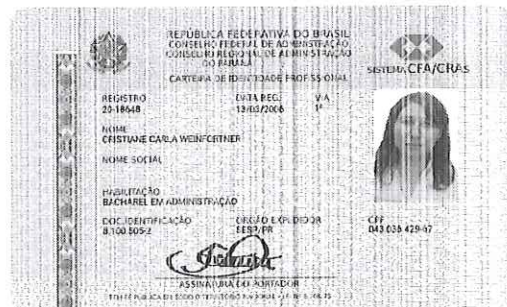 REPÚBLICA FEDERATIVA DO BRASIL
CONSELHO FEDERAL DE ADMINISTRAÇÃO
CONSELHO REGIONAL DE ADMINISTRAÇÃO
DO PARANÁ
CARTEIRA DE IDENTIDADE PROFISSIONAL
SISTEMA CFA/CRAS
REGISTRO DATA REG. VIA
20-18648 13/03/2006 1ª
NOME
CRISTIANE CARLA WEINFORTNER
NOME SOCIAL
HABILITAÇÃO
BACHAREL EM ADMINISTRAÇÃO
DOC. IDENTIFICAÇÃO ÓRGÃO EXPEDIDOR CPF
8.100.505-2 SESP/PR 043.038.429-67
ASSINATURA DO PORTADOR